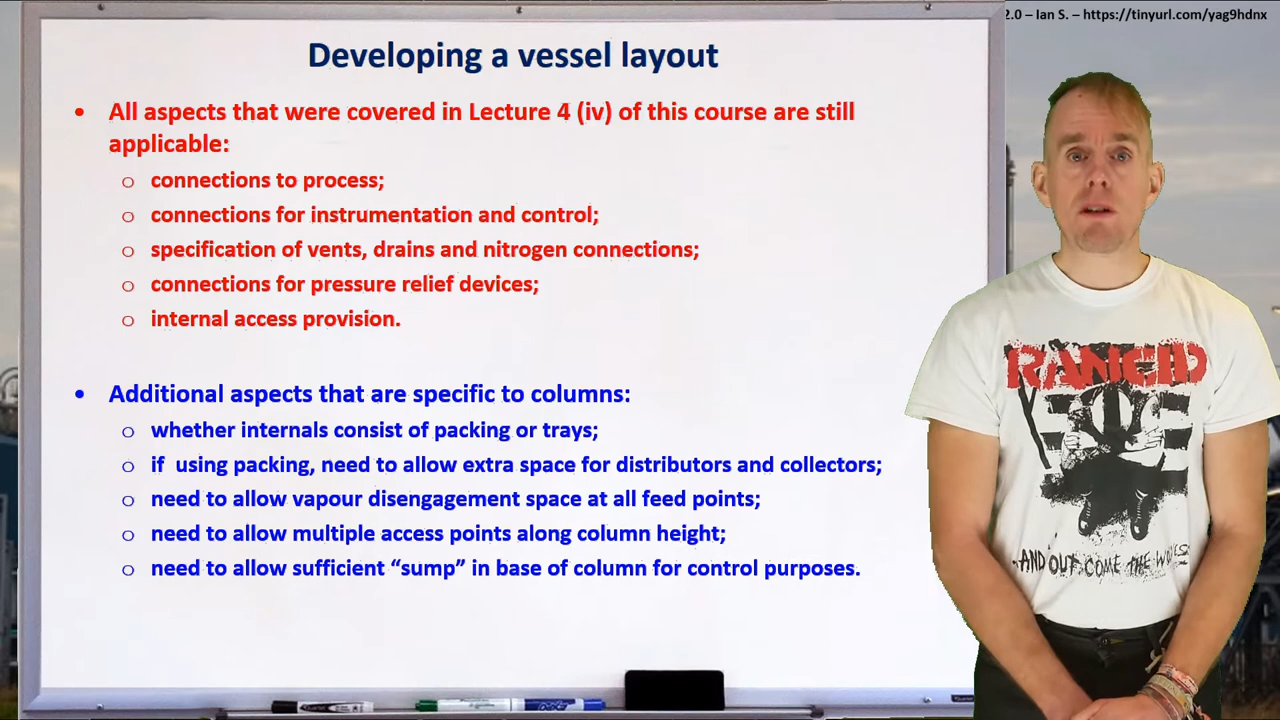 2.0 – Ian S. – https://tinyurl.com/yag9hdnx
Developing a vessel layout
• All aspects that were covered in Lecture 4 (iv) of this course are still
applicable:
o connections to process;
o connections for instrumentation and control;
o specification of vents, drains and nitrogen connections;
o connections for pressure relief devices;
o internal access provision.
• Additional aspects that are specific to columns:
o whether internals consist of packing or trays;
o if using packing, need to allow extra space for distributors and collectors;
o need to allow vapour disengagement space at all feed points;
o need to allow multiple access points along column height;
o need to allow sufficient “sump” in base of column for control purposes.
RANCID
...AND OUT COME THE WOLVES